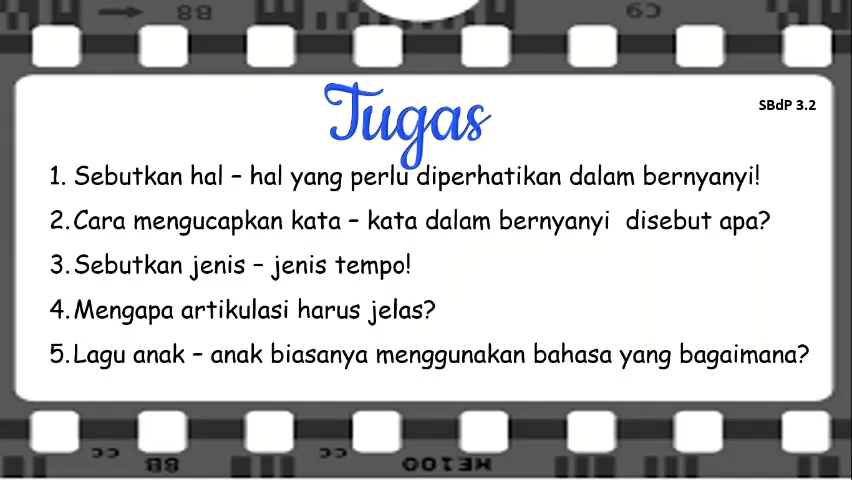 88
C9
Tugas
SBdP 3.2
1. Sebutkan hal – hal yang perlu diperhatikan dalam bernyanyi!
2. Cara mengucapkan kata – kata dalam bernyanyi disebut apa?
3. Sebutkan jenis – jenis tempo!
4. Mengapa artikulasi harus jelas?
5. Lagu anak – anak biasanya menggunakan bahasa yang bagaimana?